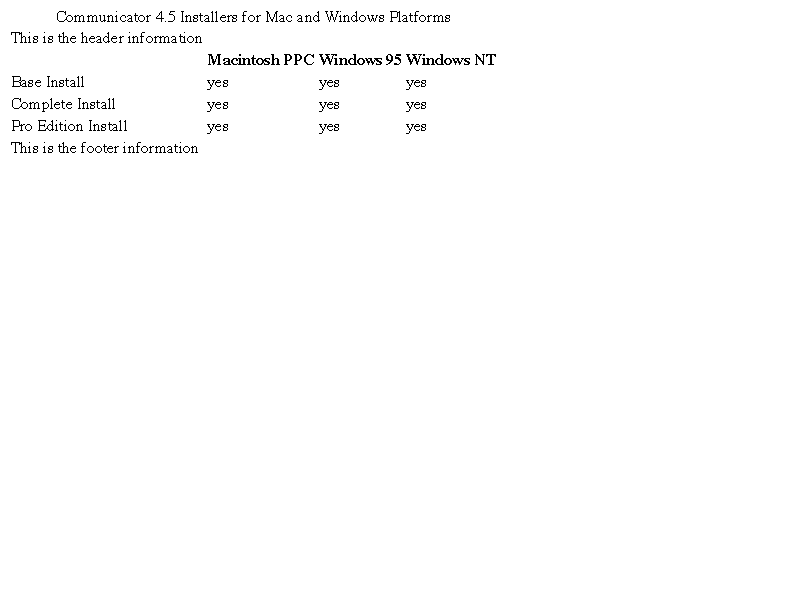 Communicator 4.5 Installers for Mac and Windows Platforms
This is the header information
Macintosh PPC Windows 95 Windows NT
Base Install yes yes yes
Complete Install yes yes yes
Pro Edition Install yes yes yes
This is the footer information